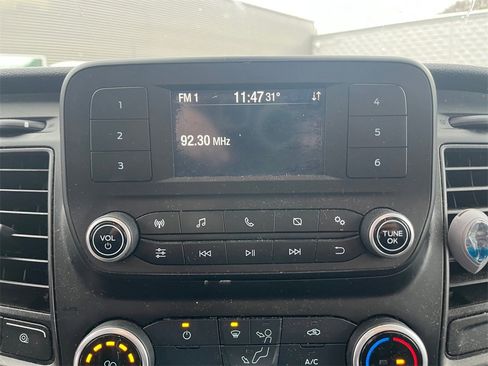 FM 1 11:47 31°
92.30 MHz
1
2
3
4
5
6
VOL
TUNE
OK
A/C